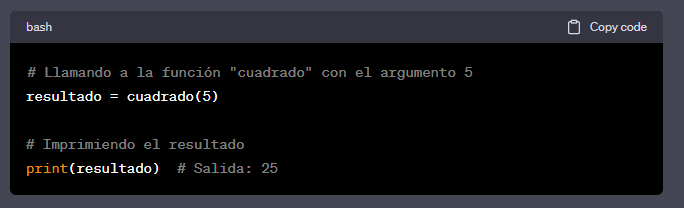 bash
Copy code
# Llamando a la función "cuadrado" con el argumento 5
resultado = cuadrado(5)
# Imprimiendo el resultado
print(resultado)  # Salida: 25